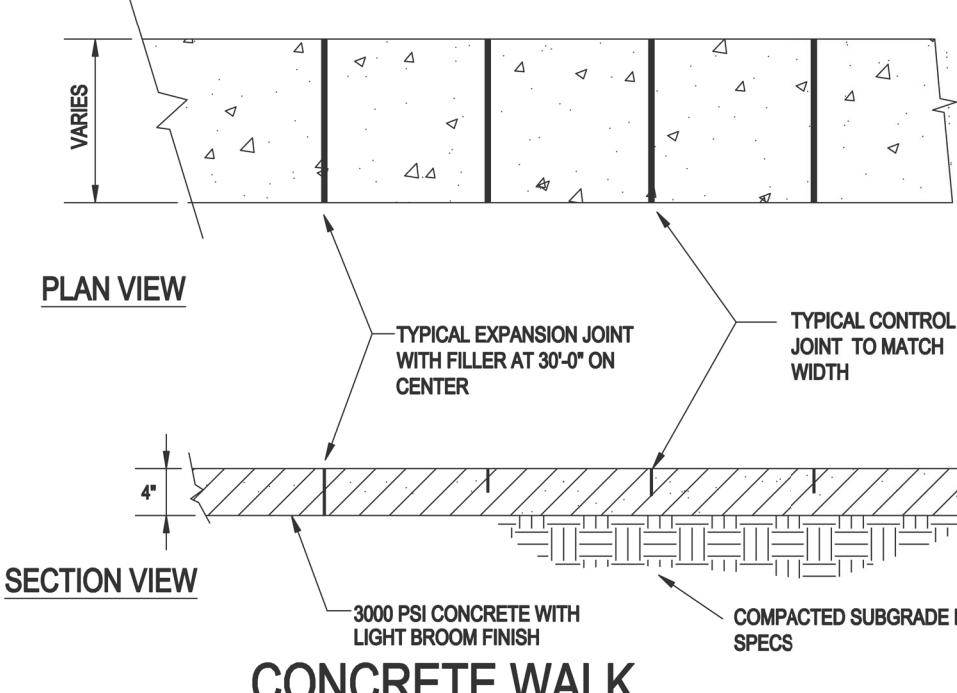 VARIES
PLAN VIEW
TYPICAL EXPANSION JOINT
WITH FILLER AT 30'-0" ON
CENTER
TYPICAL CONTROL
JOINT TO MATCH
WIDTH
4"
SECTION VIEW
3000 PSI CONCRETE WITH
LIGHT BROOM FINISH
COMPACTED SUBGRADE
SPECS
CONCRETE WALK